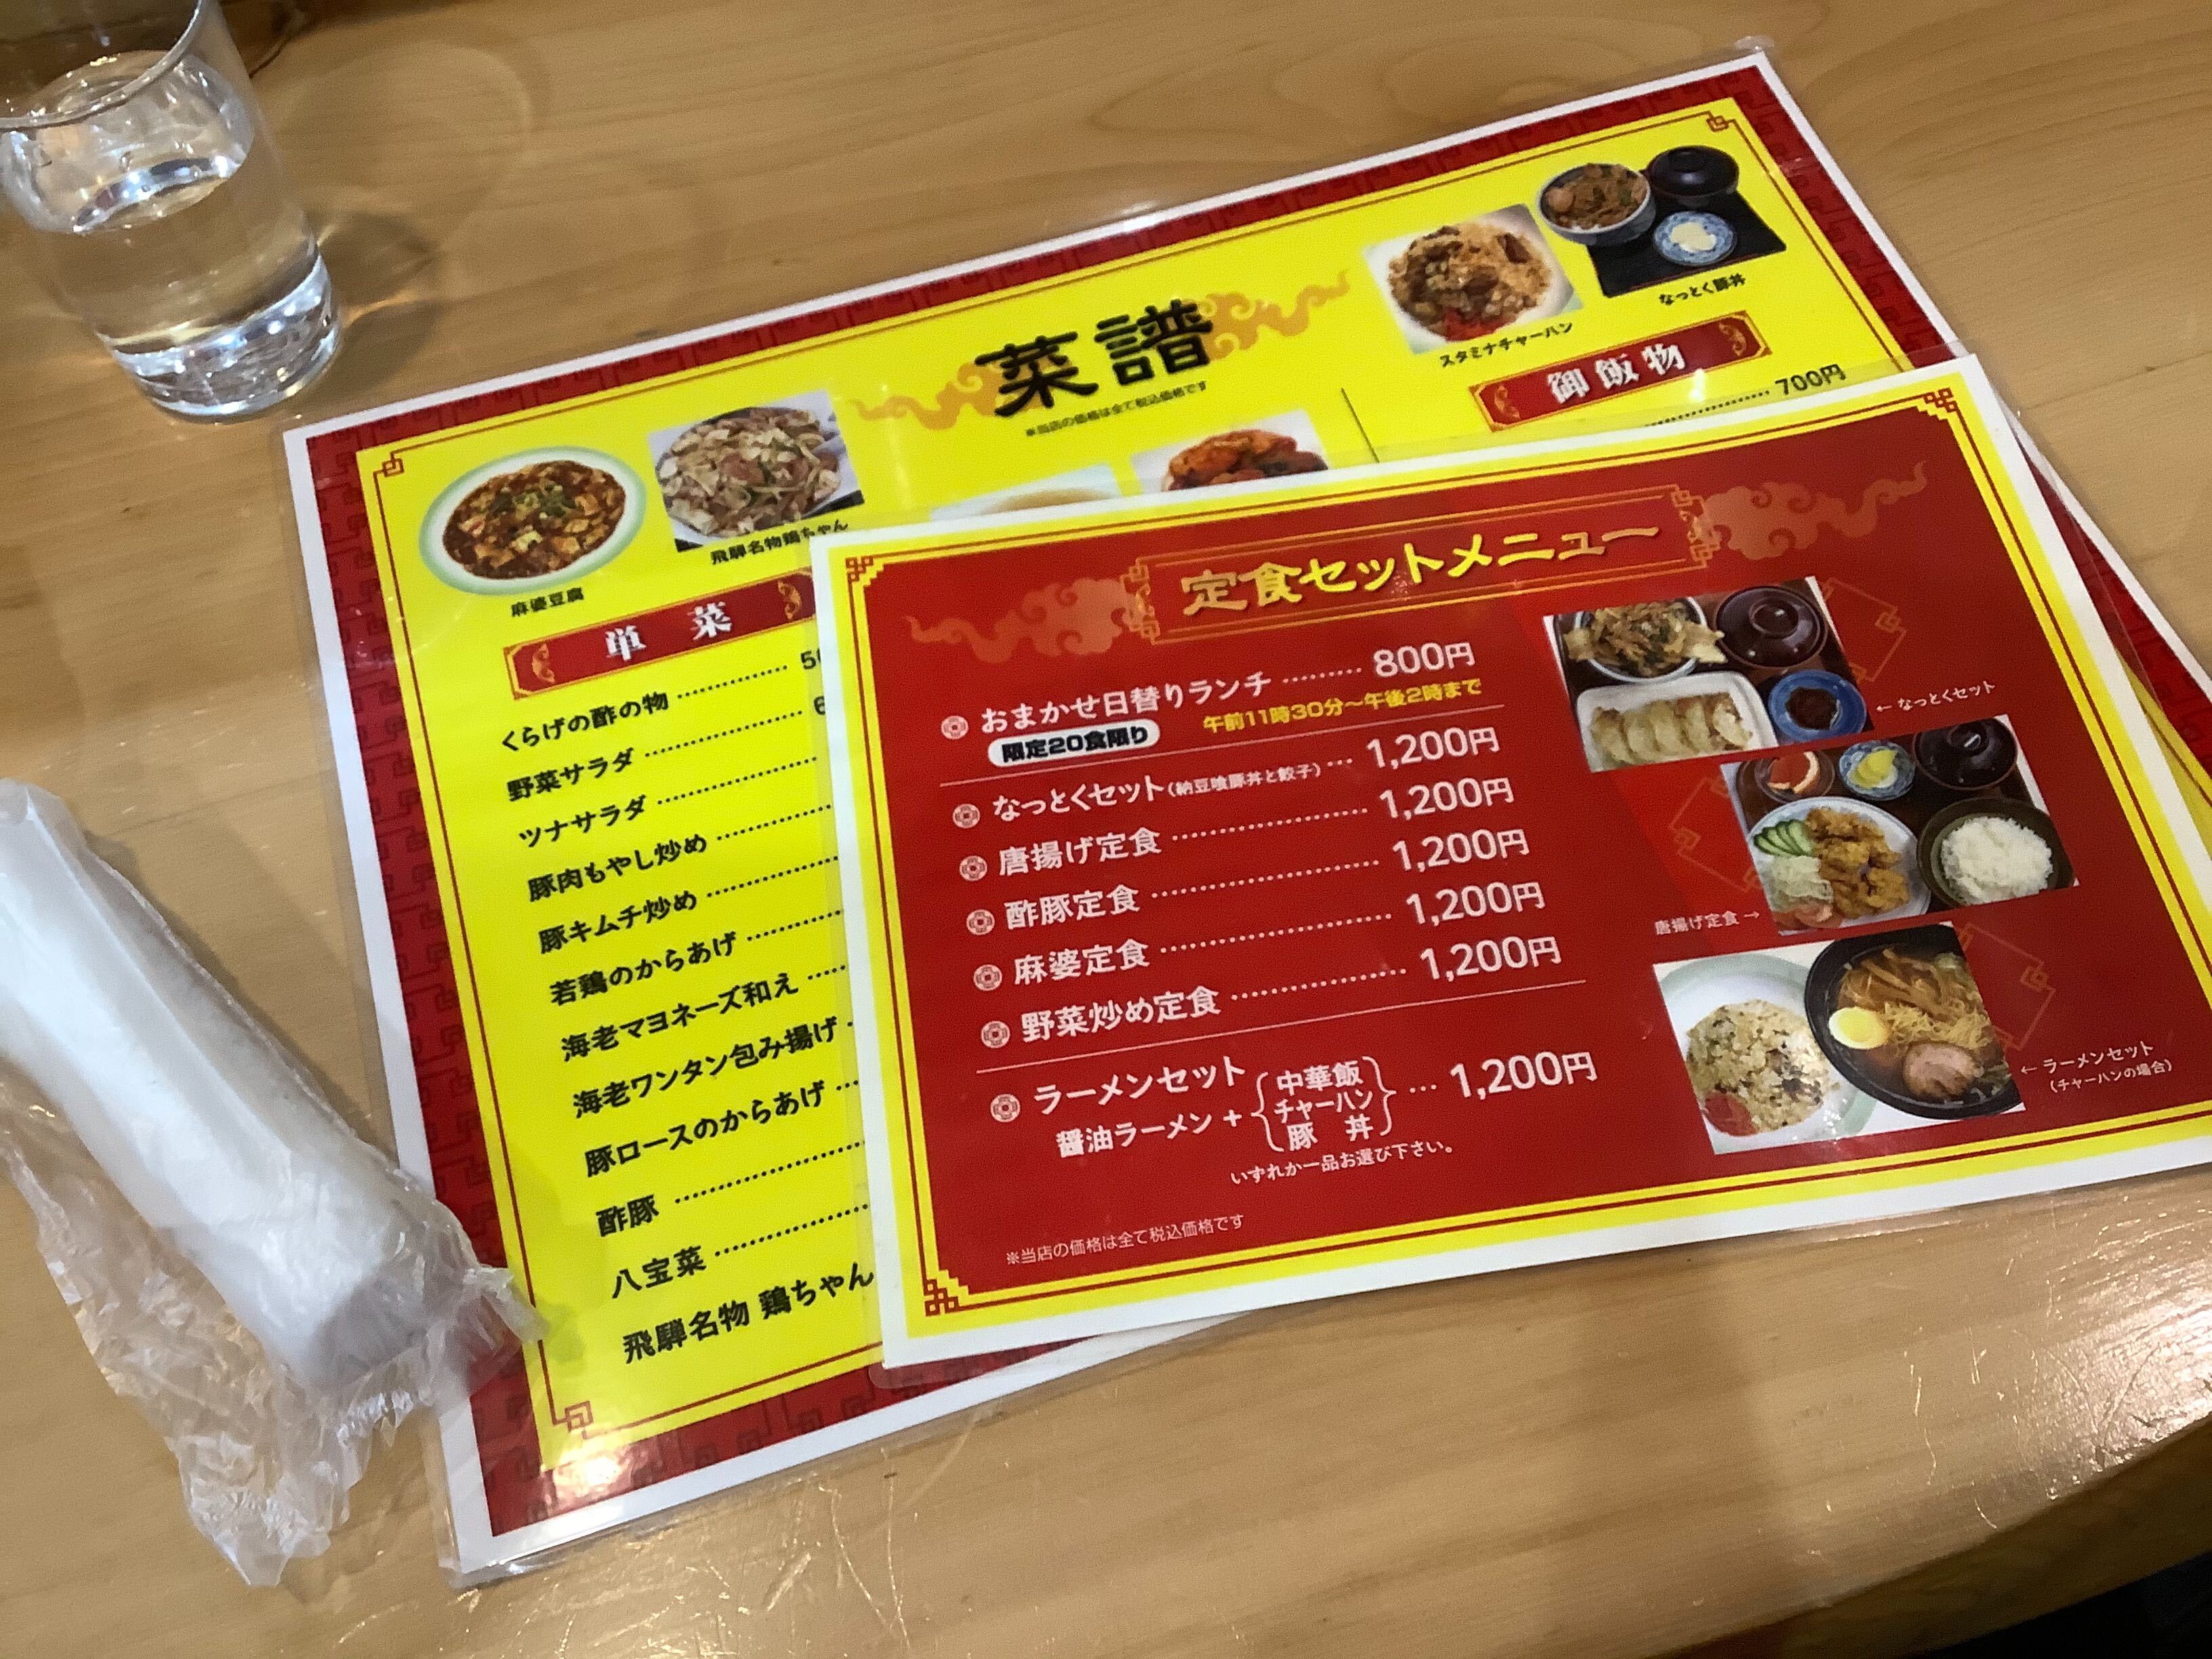 菜譜
※当店の価格は全て税込価格です
麻婆豆腐
飛騨名物鶏ちゃん
スタミナチャーハン
なっとく豚丼
御飯物
700円
単菜
くらげの酢の物
野菜サラダ
ツナサラダ
豚肉もやし炒め
豚キムチ炒め
若鶏のからあげ
海老マヨネーズ和え
海老ワンタン包み揚げ
豚ロースのからあげ
酢豚
八宝菜
飛騨名物 鶏ちゃん
定食セットメニュー
おまかせ日替りランチ ……… 800円
限定20食限り 午前11時30分～午後2時まで
なっとくセット(納豆喰豚丼と餃子) … 1,200円
唐揚げ定食 ……… 1,200円
酢豚定食 ……… 1,200円
麻婆定食 ……… 1,200円
野菜炒め定食 ……… 1,200円
ラーメンセット
醤油ラーメン + { 中華飯 チャーハン 豚丼 } … 1,200円
いずれか一品お選び下さい。
※当店の価格は全て税込価格です
← なっとくセット
唐揚げ定食 →
← ラーメンセット
(チャーハンの場合)